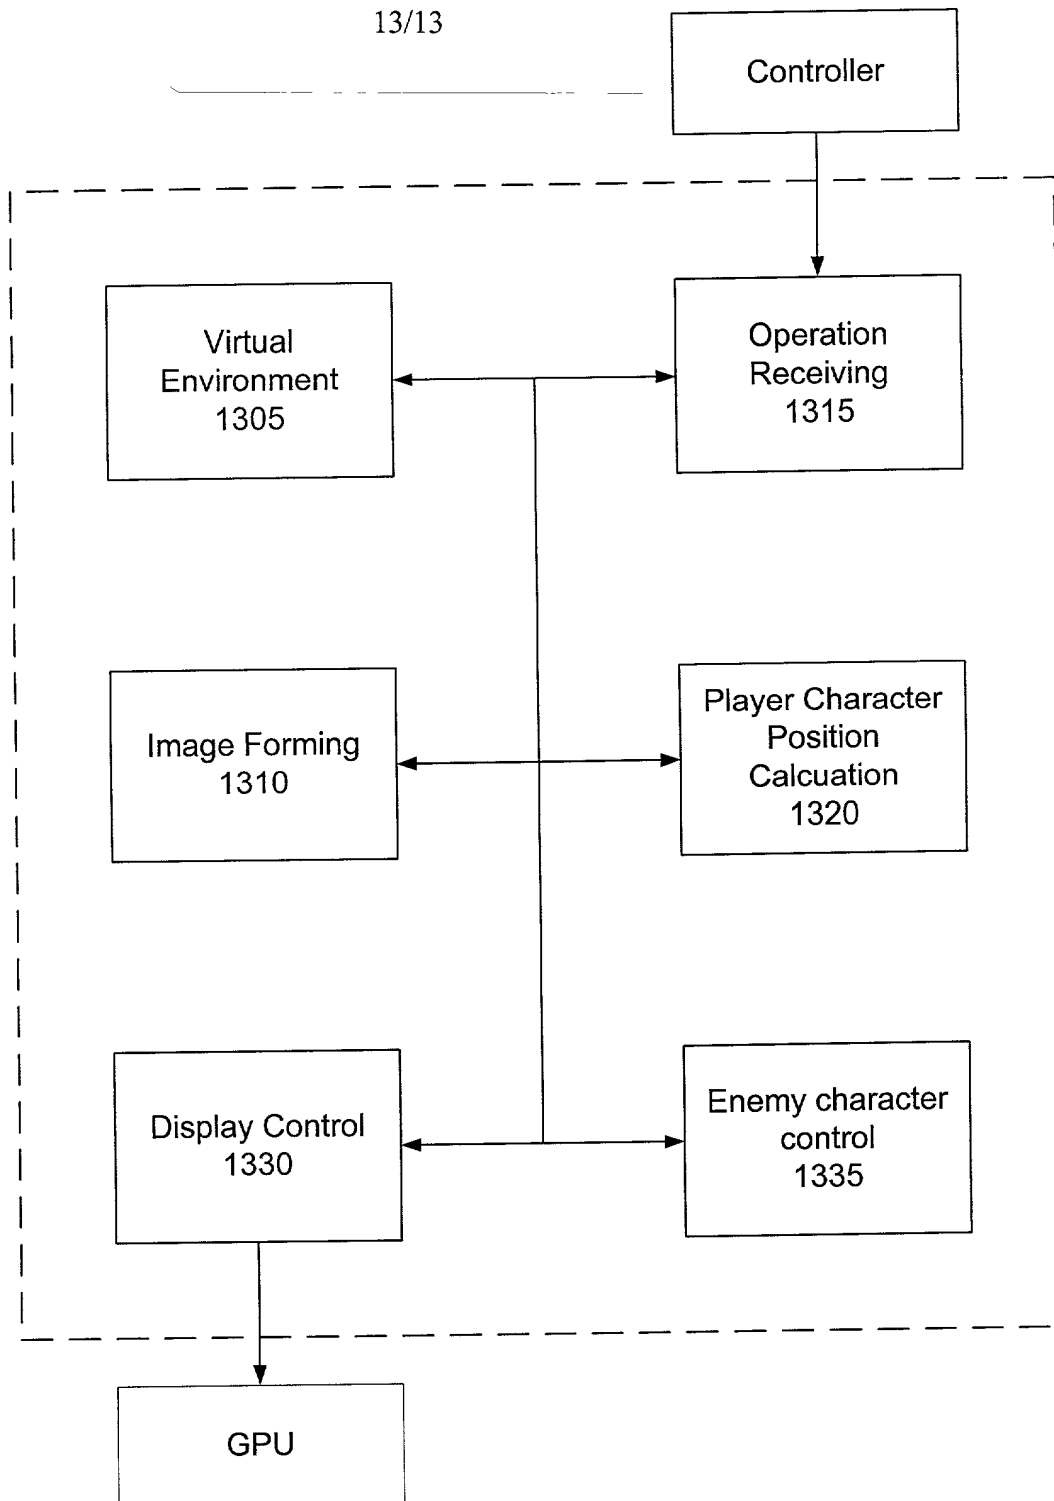 13/13
Controller
Virtual
Environment
1305
Operation
Receiving
1315
Image Forming
1310
Player Character
Position
Calcuation
1320
Display Control
1330
Enemy character
control
1335
GPU